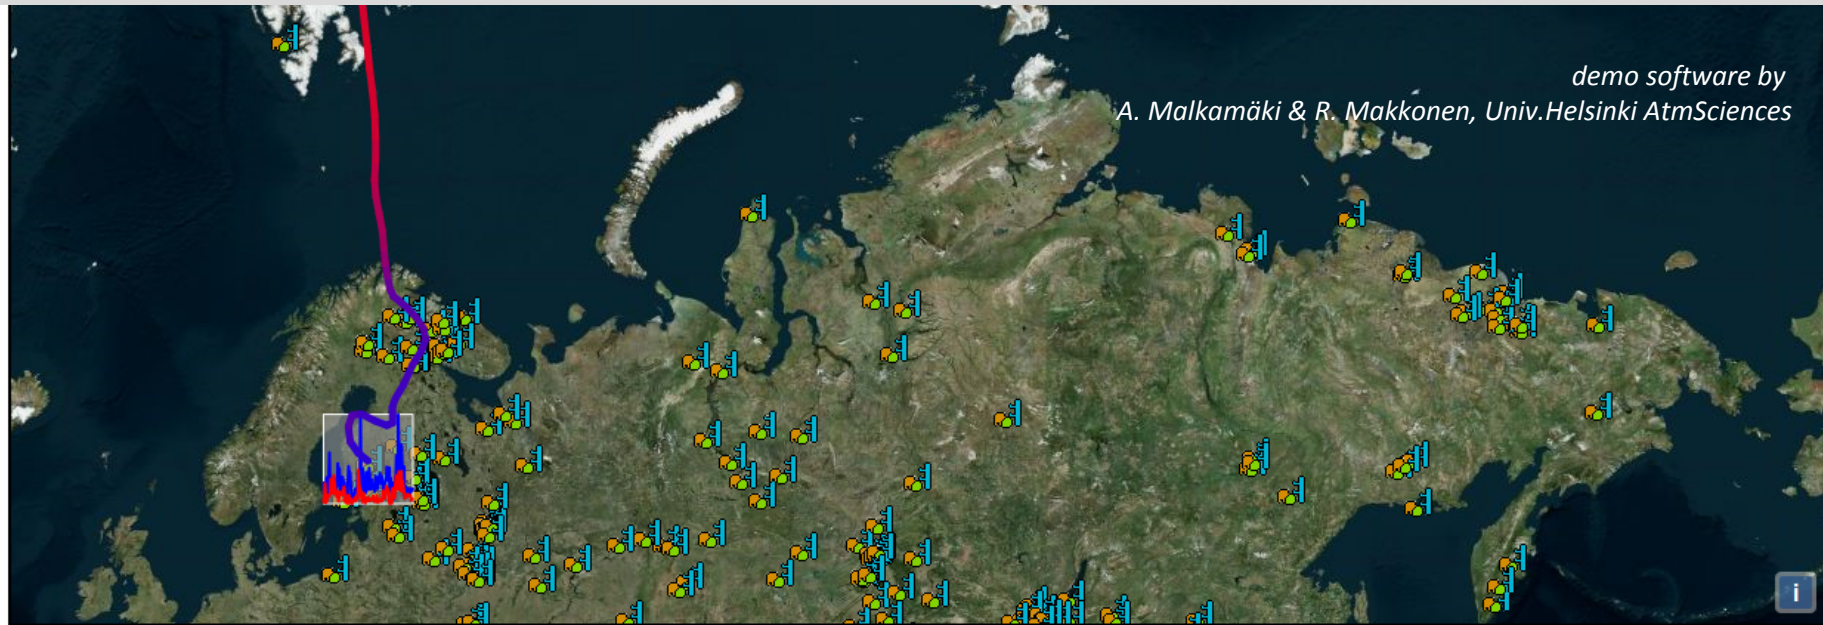 demo software by
A. Malkamäki & R. Makkonen, Univ.Helsinki AtmSciences
i